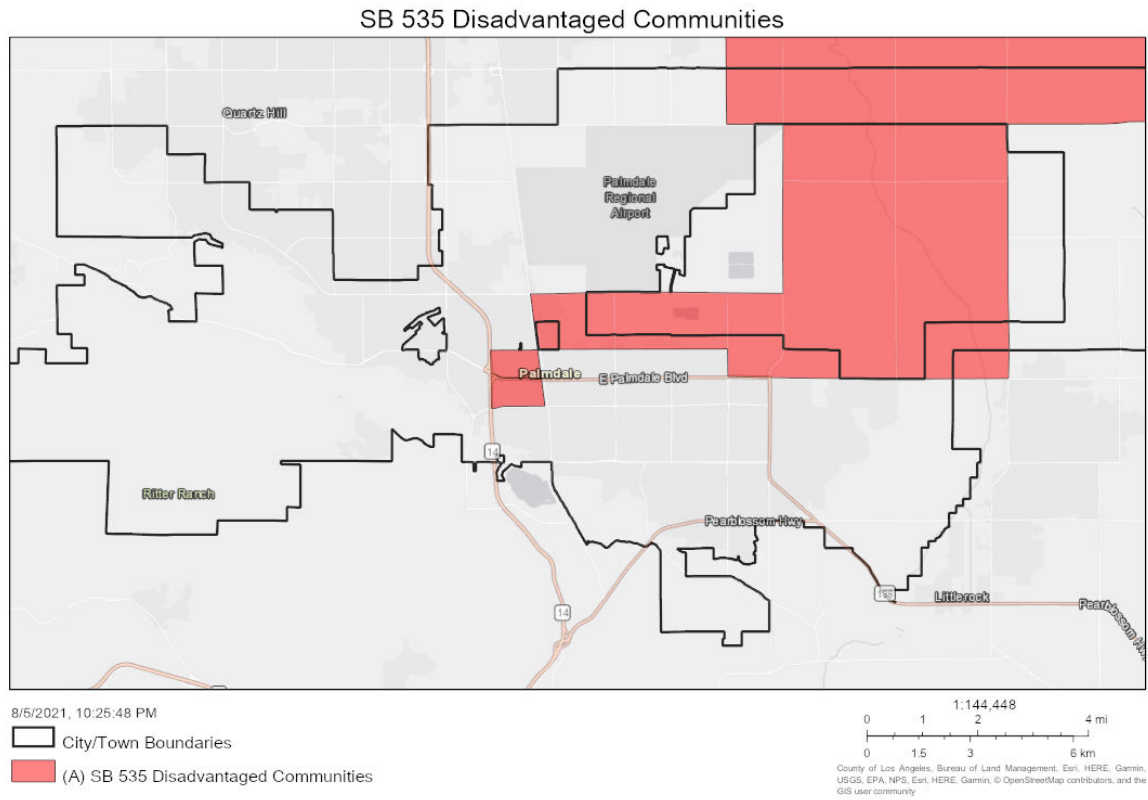 SB 535 Disadvantaged Communities
Quartz Hill
Palmdale
Regional
Airport
Palmdale
E Palmdale Blvd
14
Ritter Ranch
Pearblossom Hwy
138
Littlerock
14
Pearblossom Hwy
8/5/2021, 10:25:48 PM
City/Town Boundaries
(A) SB 535 Disadvantaged Communities
1:144,448
0 1 2 4 mi
0 1.5 3 6 km
County of Los Angeles, Bureau of Land Management, Esri, HERE, Garmin,
USGS, EPA, NPS, Esri, HERE, Garmin, © OpenStreetMap contributors, and the
GIS user community